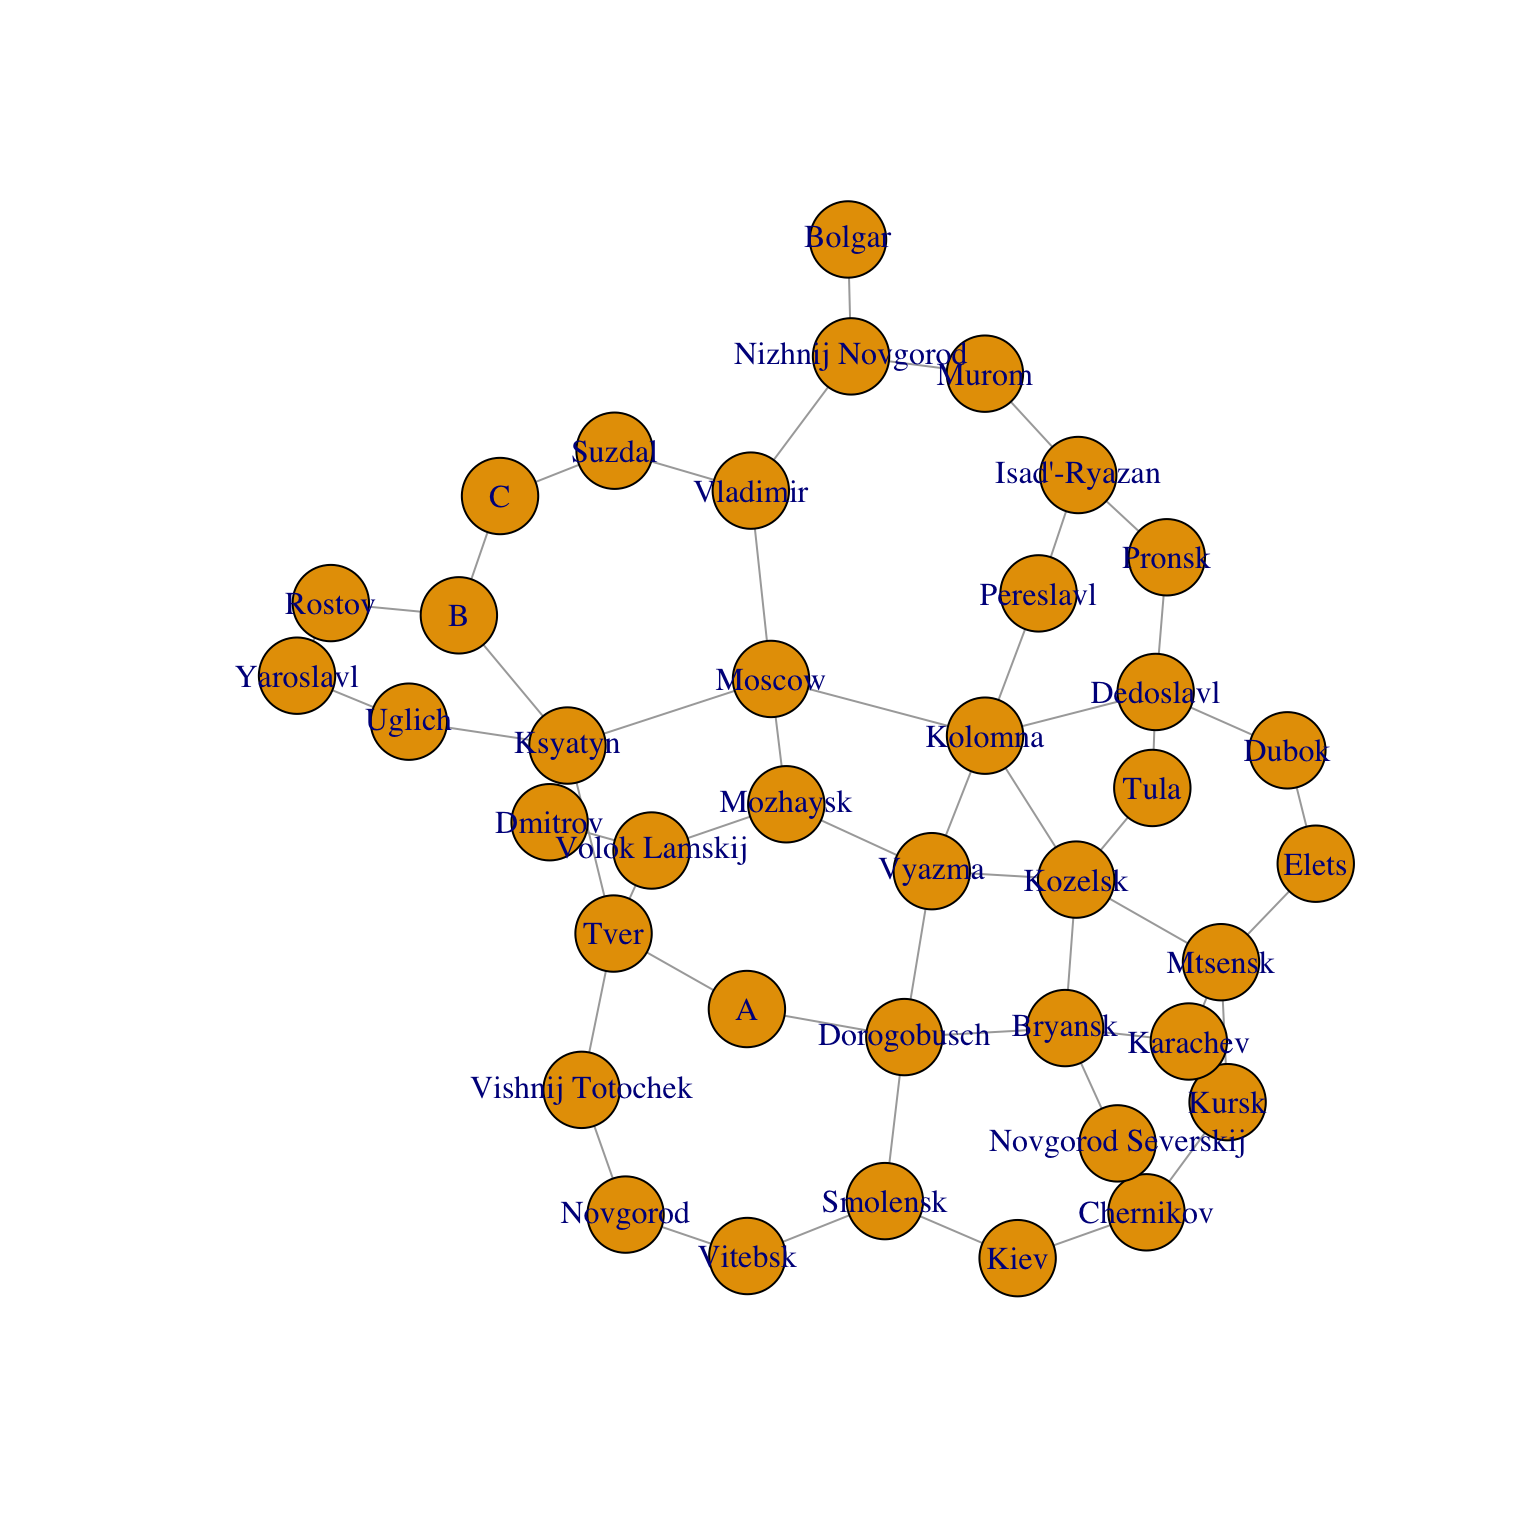 Bolgar
Nizhnij Novgorod
Murom
Suzdal
Isad'-Ryazan
Vladimir
C
Pronsk
Pereslavl
Rostov
B
Yaroslavl
Moscow
Dedoslavl
Uglich
Ksyatyn
Kolomna
Dubok
Tula
Mozhaysk
Dmitrov
Volok Lamskij
Elets
Vyazma
Kozelsk
Tver
Mtsensk
A
Bryansk
Dorogobusch
Karachev
Vishnij Totochek
Kursk
Novgorod Severskij
Smolensk
Novgorod
Chernikov
Vitebsk
Kiev